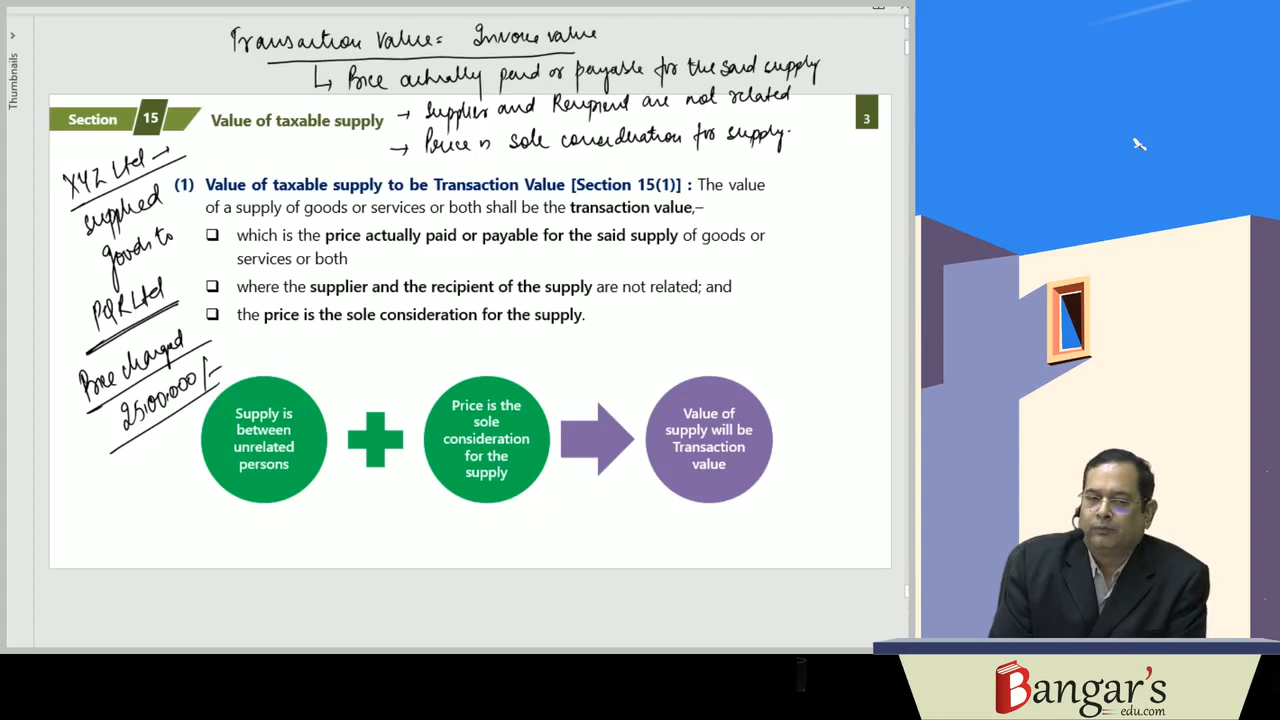 Thumbnails
Transaction Value = Invoice value
↳ Price actually paid or payable for the said supply
→ Supplier and Recipient are not related
→ Price is sole consideration for supply.
Section 15
Value of taxable supply
3
XYZ Ltd →
supplied
goods to
PQR Ltd
Price charged
25,00,000/-
(1) Value of taxable supply to be Transaction Value [Section 15(1)] : The value
of a supply of goods or services or both shall be the transaction value,–
❑ which is the price actually paid or payable for the said supply of goods or
services or both
❑ where the supplier and the recipient of the supply are not related; and
❑ the price is the sole consideration for the supply.
Supply is
between
unrelated
persons
Price is the
sole
consideration
for the
supply
Value of
supply will be
Transaction
value
Bangar's
edu.com